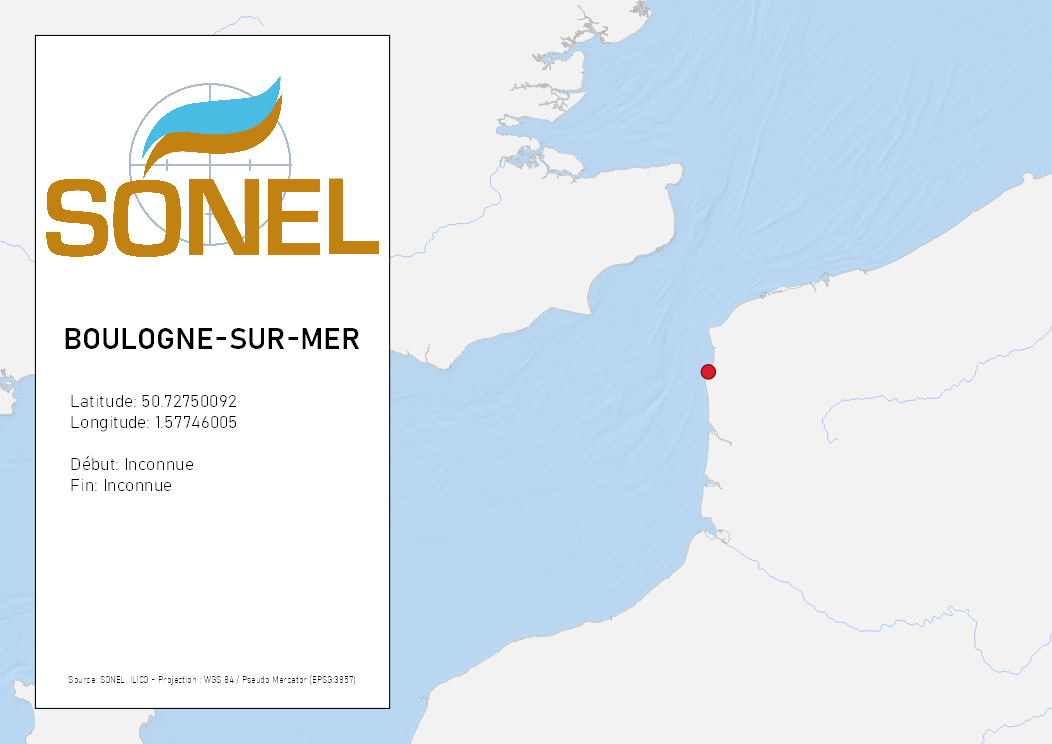 SONEL
BOULOGNE-SUR-MER
Latitude: 50.72750092
Longitude: 1.57746005
Début: Inconnue
Fin: Inconnue
Source: SONEL, ILICO - Projection : WGS 84 / Pseudo Mercator (EPSG:3857)